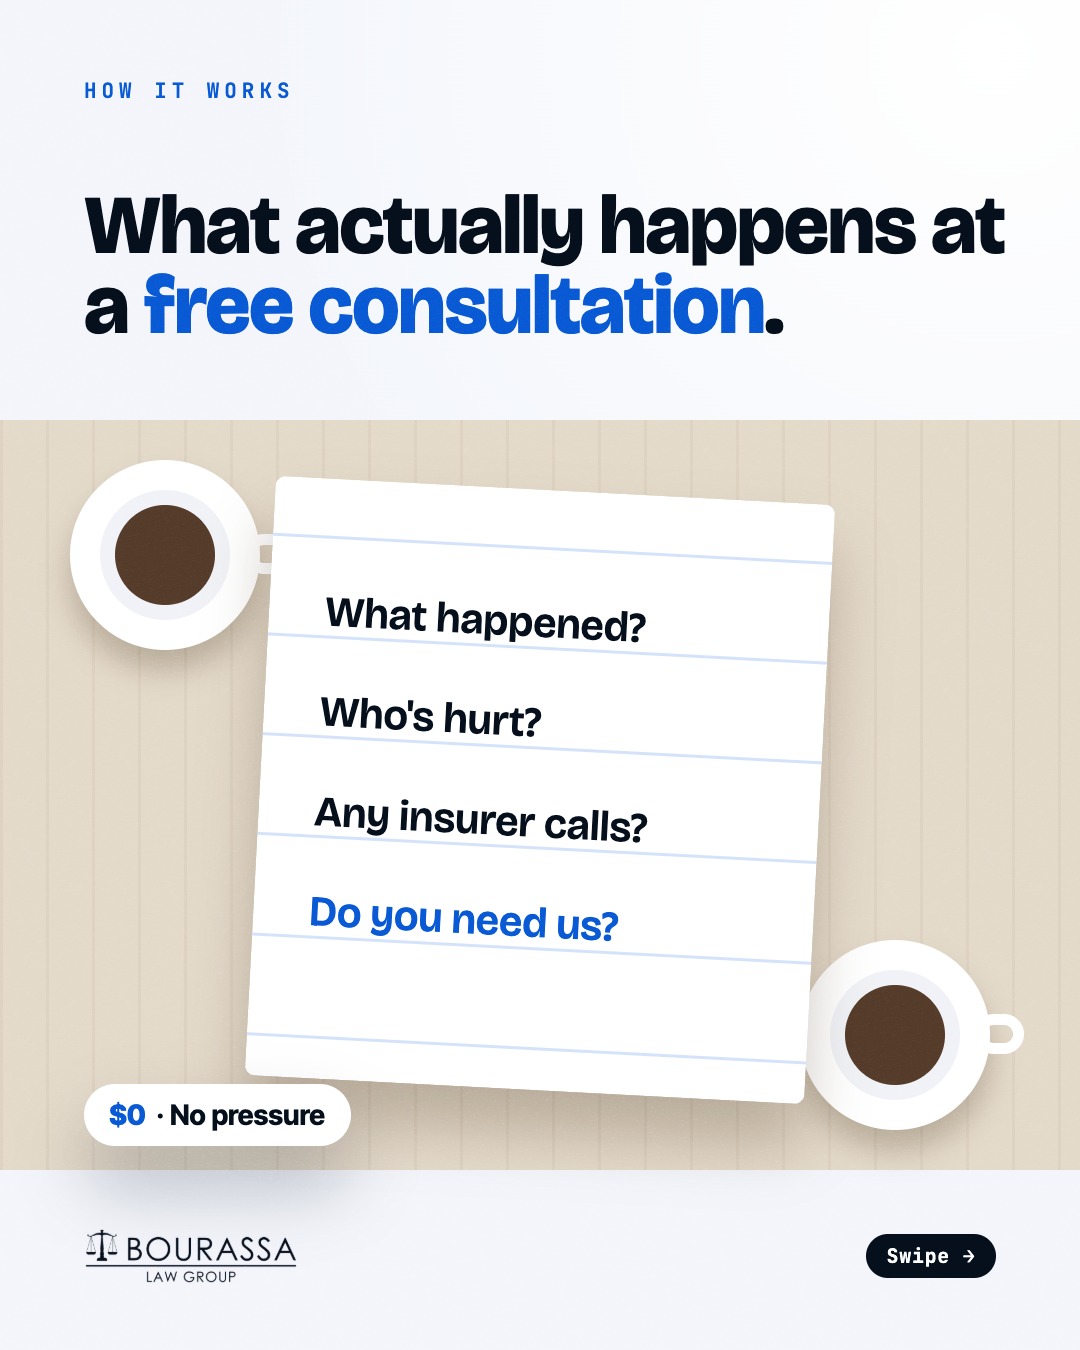 HOW IT WORKS
What actually happens at
a free consultation.
What happened?
Who's hurt?
Any insurer calls?
Do you need us?
$0 · No pressure
BOURASSA
LAW GROUP
Swipe →